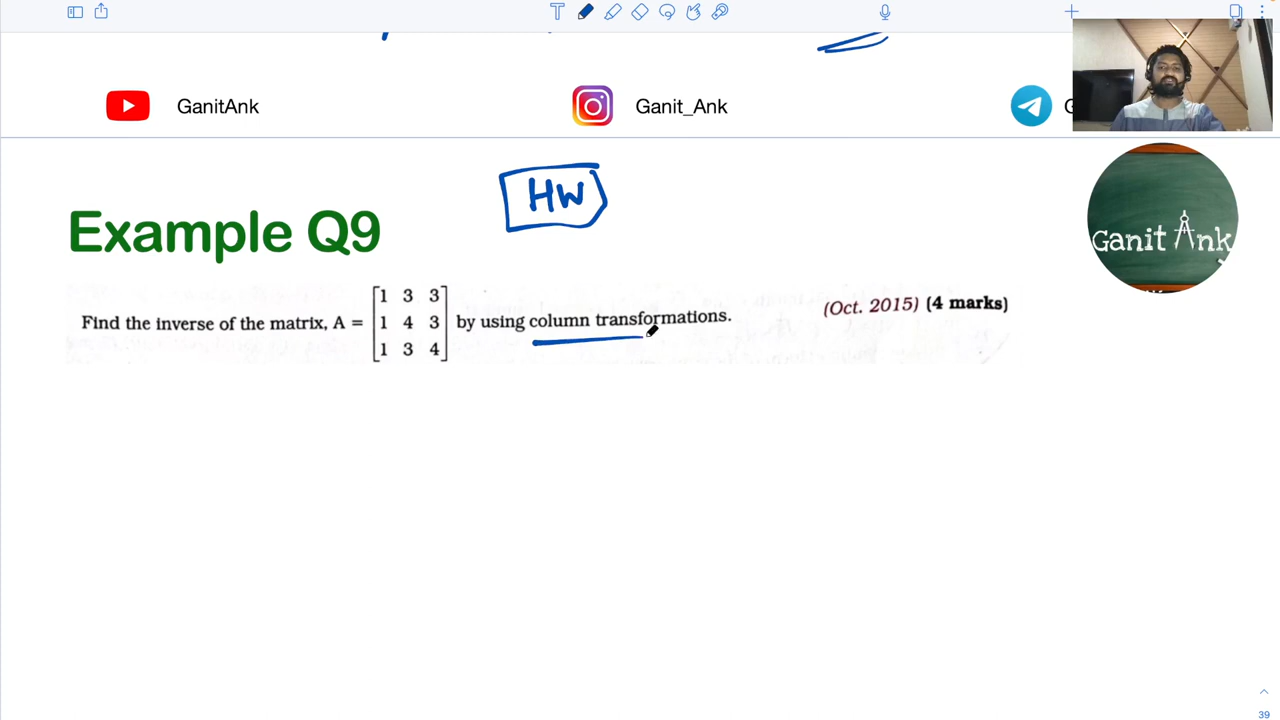 GanitAnk
Ganit_Ank
HW
Example Q9
Find the inverse of the matrix, A = [1 3 3
1 4 3
1 3 4] by using column transformations.
(Oct. 2015) (4 marks)
Ganit Ank
39